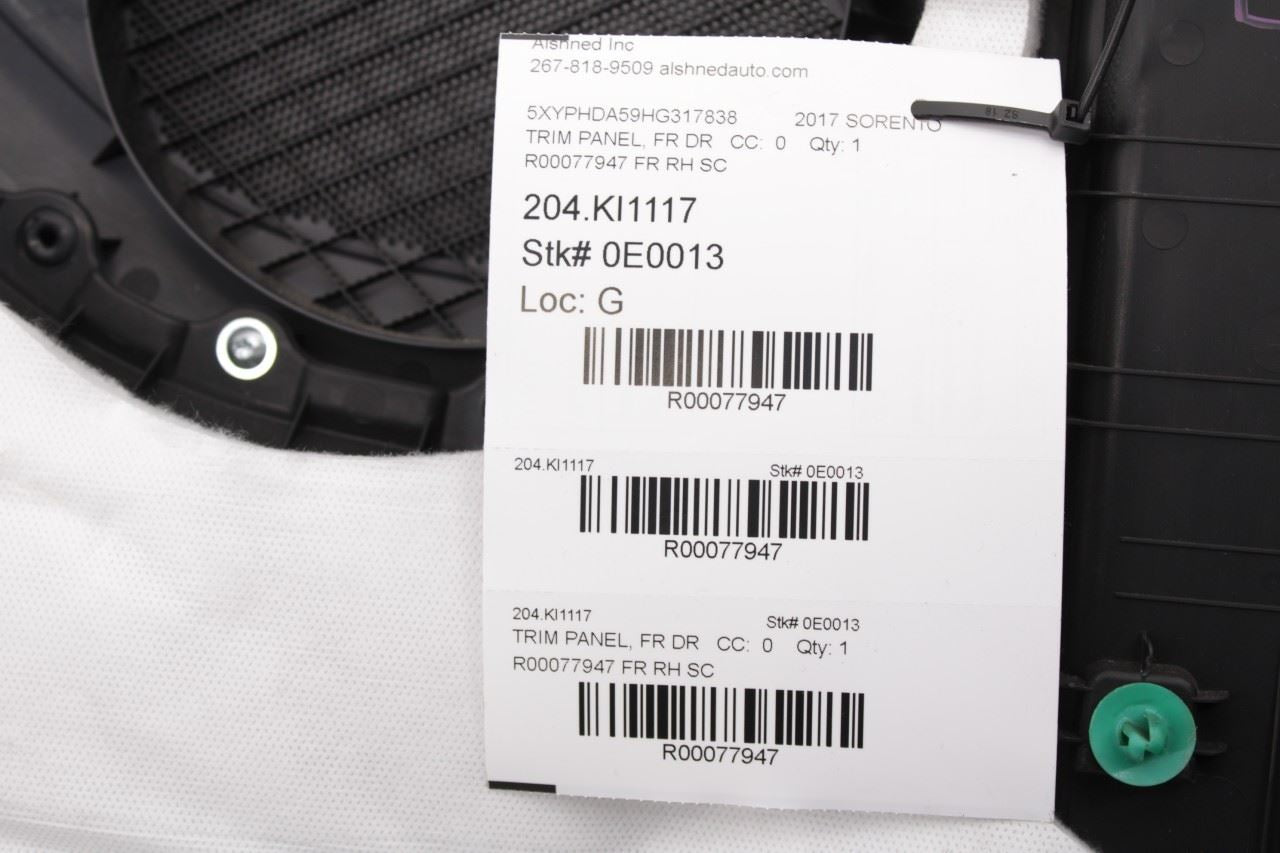 Alshned Inc
267-818-9509 alshnedauto.com
5XYPHDA59HG317838 2017 SORENTO
TRIM PANEL, FR DR CC: 0 Qty: 1
R00077947 FR RH SC
204.KI1117
Stk# 0E0013
Loc: G
R00077947
204.KI1117 Stk# 0E0013
R00077947
204.KI1117 Stk# 0E0013
TRIM PANEL, FR DR CC: 0 Qty: 1
R00077947 FR RH SC
R00077947